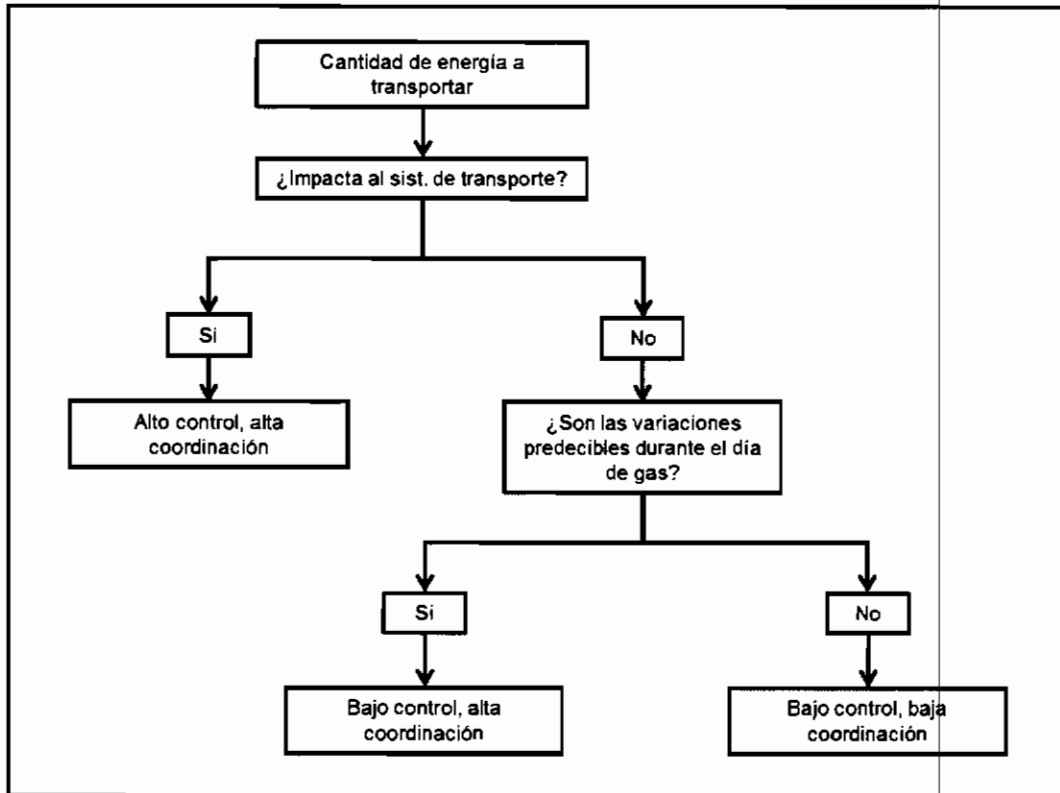 Cantidad de energía a
transportar
¿Impacta al sist. de transporte?
Si
No
Alto control, alta
coordinación
¿Son las variaciones
predecibles durante el día
de gas?
Si
No
Bajo control, alta
coordinación
Bajo control, baja
coordinación